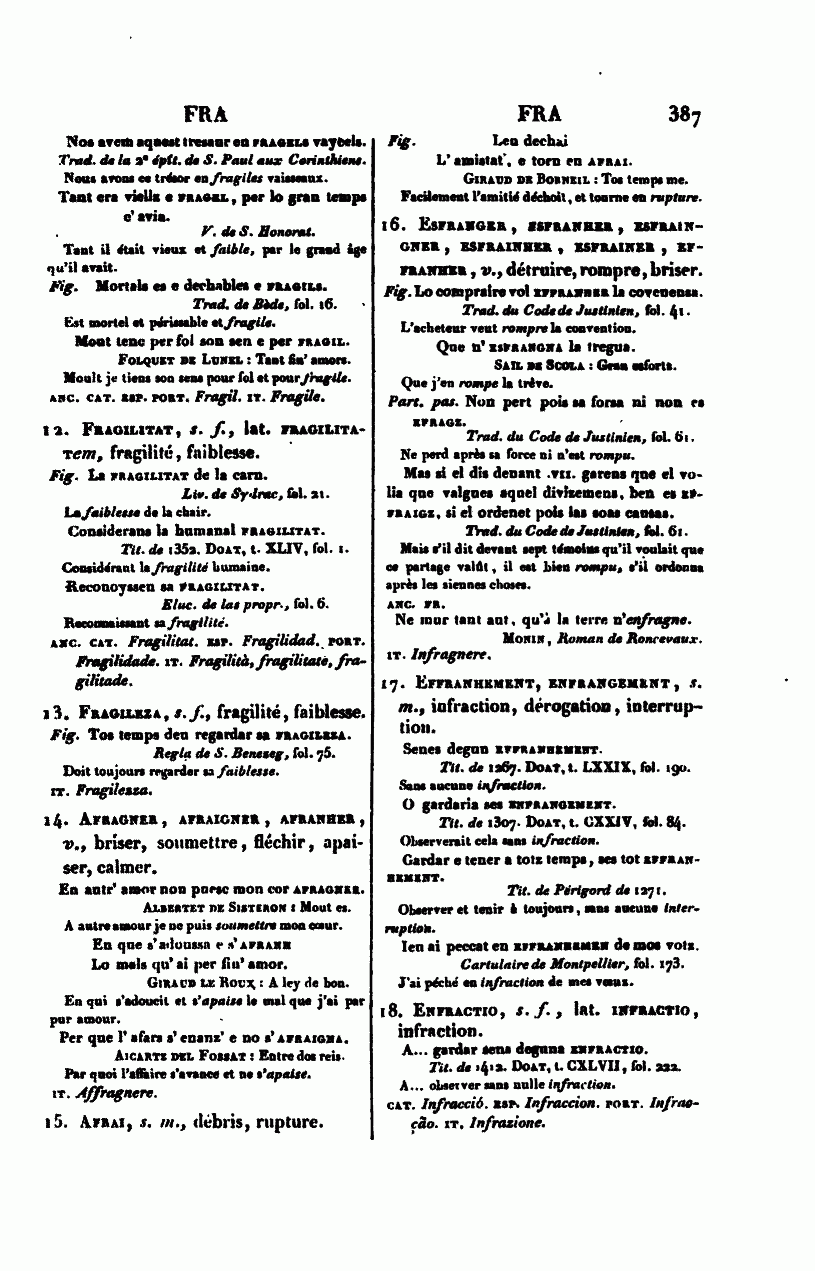 FRA
Nos avem aquest tresaur en FRAGELS vayssels.
Trad. de la 2e épît. de S. Paul aux Corinthiens.
Nous avons ce trésor en fragiles vaisseaux.
Tant era vielhs e FRAGEL, per lo gran temps
c' avia.
V. de S. Honorat.
Tant il était vieux et faible, par le grand âge
qu'il avait.
Fig. Mortals es e dechables e FRAGILS.
Trad. de Bède, fol. 16.
Est mortel et périssable et fragile.
Mout tenc per fol son sen e per FRAGIL.
FOLQUET DE LUNEL : Tant fin' amors.
Moult je tiens son sens pour fol et pour fragile.
ANC. CAT. ESP. PORT. Fragil. IT. Fragile.
12. FRAGILITAT, s. f., lat. FRAGILITA-
TEM, fragilité, faiblesse.
Fig. La FRAGILITAT de la carn.
Liv. de Sydrac, fol. 21.
La faiblesse de la chair.
Considerans la humanal FRAGILITAT.
Tit. de 1352. DOAT, t. XLIV, fol. 1.
Considérant la fragilité humaine.
Reconoyssen sa FRAGILITAT.
Eluc. de las propr., fol. 6.
Reconnaissant sa fragilité.
ANC. CAT. Fragilitat. ESP. Fragilidad. PORT.
Fragilidade. IT. Fragilità, fragilitate, fra-
gilitade.
13. FRAGILEZA, s. f., fragilité, faiblesse.
Fig. Tos temps deu regardar sa FRAGILEZA.
Regla de S. Beneseg, fol. 75.
Doit toujours regarder sa faiblesse.
IT. Fragilezza.
14. AFRAGNER, AFRAIGNER, AFRANHER,
v., briser, soumettre, fléchir, apai-
ser, calmer.
En autr' amor non puesc mon cor AFRAGNER.
ALBERTET DE SISTERON : Mout es.
A autre amour je ne puis soumettre mon cœur.
En que s'adoussa e s'AFRANH
Lo mals qu' ai per fin' amor.
GIRAUD LE ROUX : A ley de bon.
En qui s'adoucit et s'apaise le mal que j'ai par
pur amour.
Per que l' afars s' enanz' e no s'AFRAIGNA.
AICARTS DEL FOSSAT : Entre dos reis.
Par quoi l'affaire s'avance et ne s'apaise.
IT. Affragnere.
15. AFRAI, s. m., débris, rupture.
FRA 387
Fig. Leu dechai
L' amistat, e torn en AFRAI.
GIRAUD DE BORNEIL : Tos temps me.
Facilement l'amitié déchoit, et tourne en rupture.
16. ESFRANGER, ESFRANHER, ESFRAIN-
GNER, ESFRAINHER, ESFRAINER, EF-
FRANHER, v., détruire, rompre, briser.
Fig. Lo compraire vol EFFRANHER la covenensa.
Trad. du Code de Justinien, fol. 41.
L'acheteur veut rompre la convention.
Que n' ESFRANGNA la tregua.
SAIL DE SCOLA : Gran esforts.
Que j'en rompe la trêve.
Part. pas. Non pert pois sa forsa ni non es
EFRAGZ.
Trad. du Code de Justinien, fol. 61.
Ne perd après sa force ni n'est rompu.
Mas si el dis denant .VII. garens que el vo-
lia que valgues aquel divizemens, ben es EF-
FRAIGZ, si el ordenet pois las soas causas.
Trad. du Code de Justinien, fol. 61.
Mais s'il dit devant sept témoins qu'il voulait que
ce partage valût, il est bien rompu, s'il ordonna
après les siennes choses.
ANC. FR.
Ne mur tant aut, qu'à la terre n'enfragne.
MONIN, Roman de Roncevaux.
IT. Infragnere.
17. EFFRANHEMENT, ENFRANGEMENT, s.
m., infraction, dérogation, interrup-
tion.
Senes degun EFFRANHEMENT.
Tit. de 1267. DOAT, t. LXXIX, fol. 190.
Sans aucune infraction.
O gardaria ses ENFRANGEMENT.
Tit. de 1307. DOAT, t. CXXIV, fol. 84.
Observerait cela sans infraction.
Gardar e tener a totz temps, ses tot EFFRAN-
HEMENT.
Tit. de Périgord de 1271.
Observer et tenir à toujours, sans aucune inter-
ruption.
Ieu ai peccat en EFFRANHEMEN de mos votz.
Cartulaire de Montpellier, fol. 173.
J'ai péché en infraction de mes vœux.
18. ENFRACTIO, s. f., lat. INFRACTIO,
infraction.
A... gardar sens deguna ENFRACTIO.
Tit. de 1412. DOAT, t. CXLVII, fol. 222.
A... observer sans nulle infraction.
CAT. Infracció. ESP. Infraccion. PORT. Infrac-
ção. IT. Infrazione.